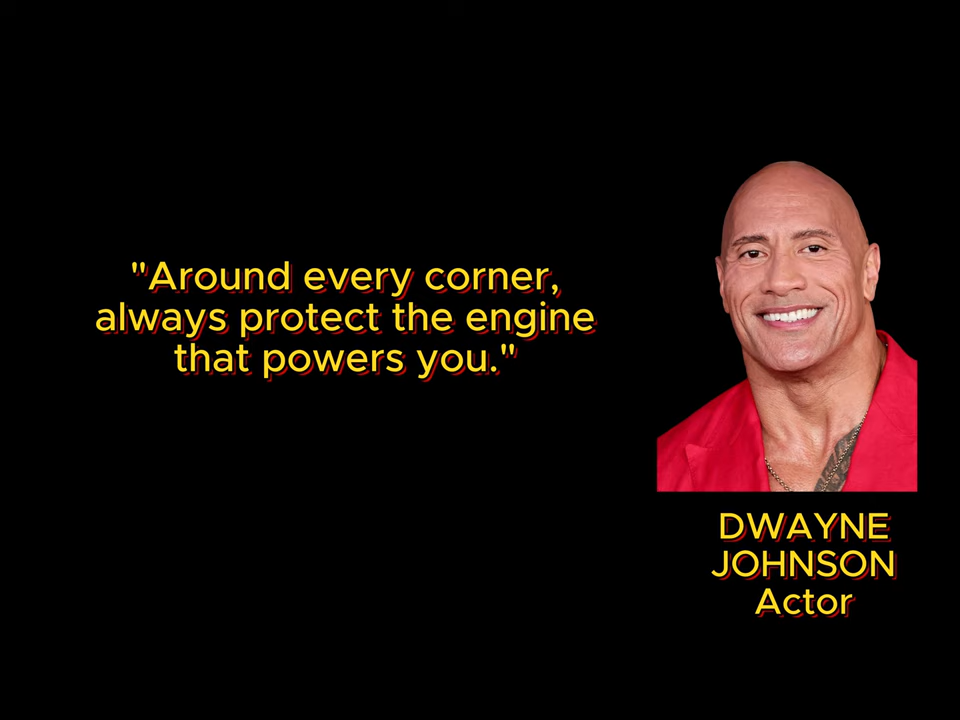 "Around every corner,
always protect the engine
that powers you."
DWAYNE
JOHNSON
Actor